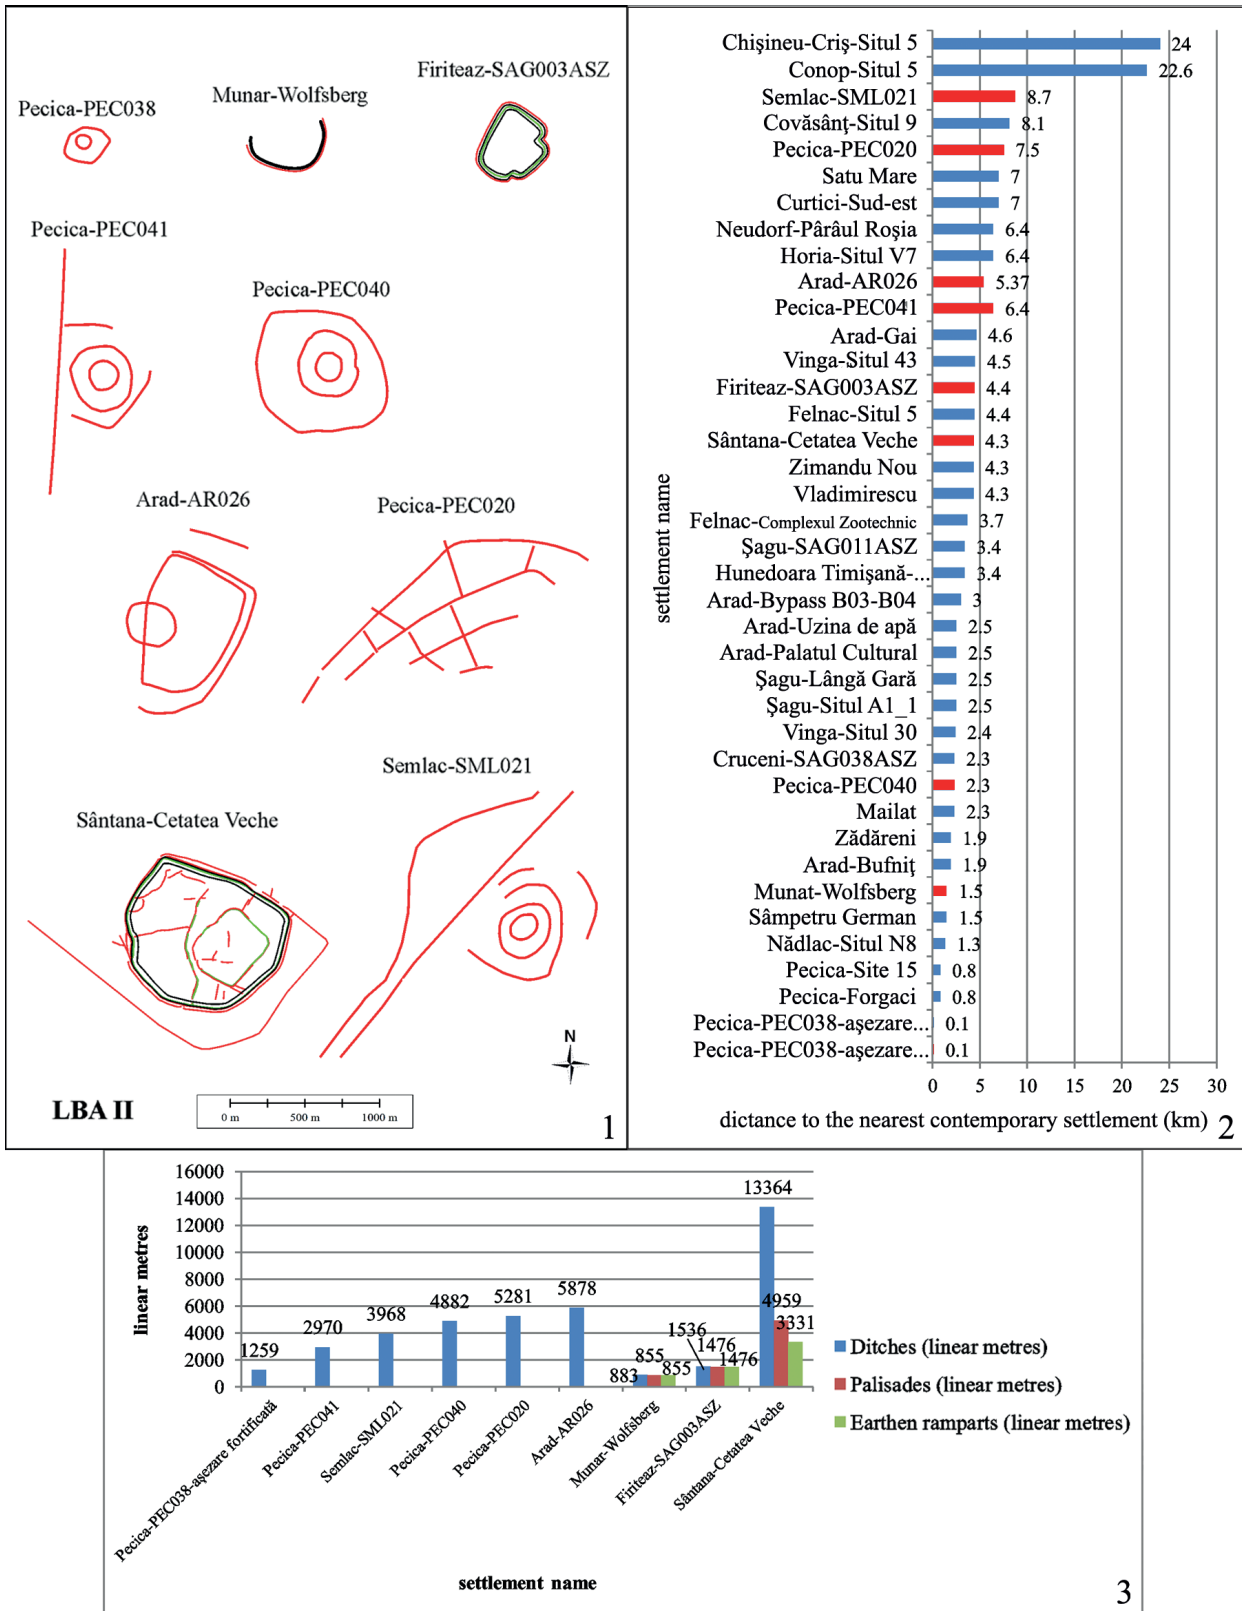 Firiteaz-SAG003ASZ
Munar-Wolfsberg
Pecica-PEC038
Pecica-PEC041
Pecica-PEC040
Arad-AR026
Pecica-PEC020
Semlac-SML021
Sântana-Cetatea Veche
N
LBA II
0 m 500 m 1000 m
1
settlement name
Chişineu-Criş-Situl 5 24
Conop-Situl 5 22.6
Semlac-SML021 8.7
Covăsânţ-Situl 9 8.1
Pecica-PEC020 7.5
Satu Mare 7
Curtici-Sud-est 7
Neudorf-Pârâul Roşia 6.4
Horia-Situl V7 6.4
Arad-AR026 5.37
Pecica-PEC041 6.4
Arad-Gai 4.6
Vinga-Situl 43 4.5
Firiteaz-SAG003ASZ 4.4
Felnac-Situl 5 4.4
Sântana-Cetatea Veche 4.3
Zimandu Nou 4.3
Vladimirescu 4.3
Felnac-Complexul Zootechnic 3.7
Şagu-SAG011ASZ 3.4
Hunedoara Timişană-... 3.4
Arad-Bypass B03-B04 3
Arad-Uzina de apă 2.5
Arad-Palatul Cultural 2.5
Şagu-Lângă Gară 2.5
Şagu-Situl A1_1 2.5
Vinga-Situl 30 2.4
Cruceni-SAG038ASZ 2.3
Pecica-PEC040 2.3
Mailat 2.3
Zădăreni 1.9
Arad-Bufniţ 1.9
Munat-Wolfsberg 1.5
Sâmpetru German 1.5
Nădlac-Situl N8 1.3
Pecica-Site 15 0.8
Pecica-Forgaci 0.8
Pecica-PEC038-aşezare... 0.1
Pecica-PEC038-aşezare... 0.1
0 5 10 15 20 25 30
dictance to the nearest contemporary settlement (km)
2
linear metres
16000
14000
12000
10000
8000
6000
4000
2000
0
1259
2970
3968
4882
5281
5878
883 855 855
1536 1476 1476
13364 4959 3331
Pecica-PEC038-aşezare fortificată
Pecica-PEC041
Semlac-SML021
Pecica-PEC040
Pecica-PEC020
Arad-AR026
Munar-Wolfsberg
Firiteaz-SAG003ASZ
Sântana-Cetatea Veche
Ditches (linear metres)
Palisades (linear metres)
Earthen ramparts (linear metres)
settlement name
3